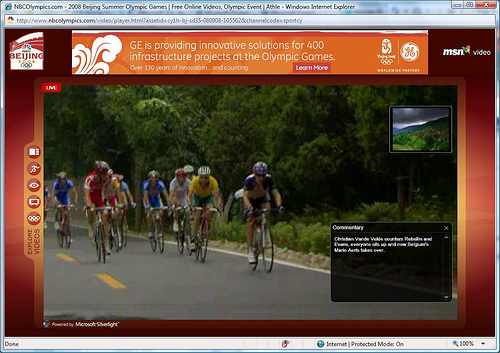 NBCOlympics.com - 2008 Beijing Summer Olympic Games | Free Online Videos, Olympic Event | Athle - Windows Internet Explorer
http://www.nbcolympics.com/video/player.html?assetid=cy1h-bj-sd35-080908-105502&channelcode=sportcy
BEIJING
GE is providing innovative solutions for 400
infrastructure projects at the Olympic Games.
Over 130 years of innovation... and counting.
Learn More
WORLDWIDE PARTNER
msn video
LIVE
EXPLORE
VIDEOS
Commentary
Christian Vande Velde counters Rebellin and
Evans, everyone sits up and now Belgium's
Mario Aerts takes over.
Powered by Microsoft Silverlight
Done
Internet | Protected Mode: On
100%